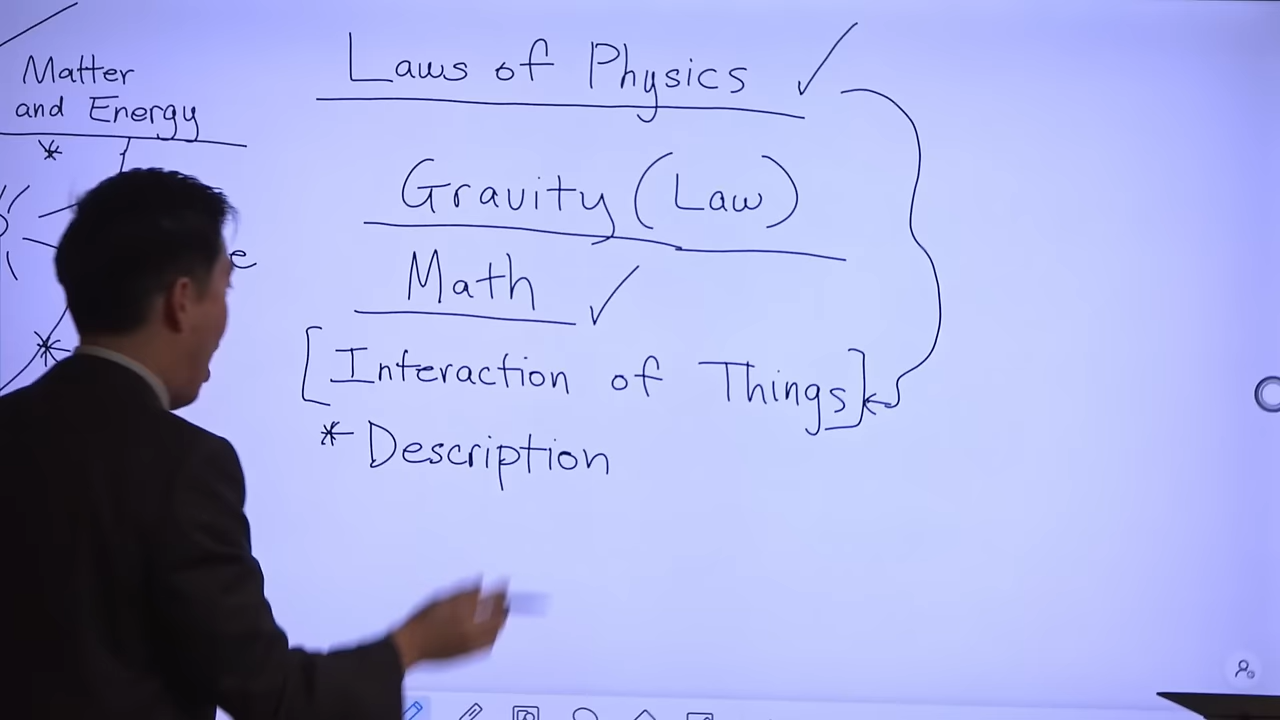 Matter
and Energy
*
*
Laws of Physics ✓
Gravity (Law)
Math ✓
[Interaction of Things]
* Description